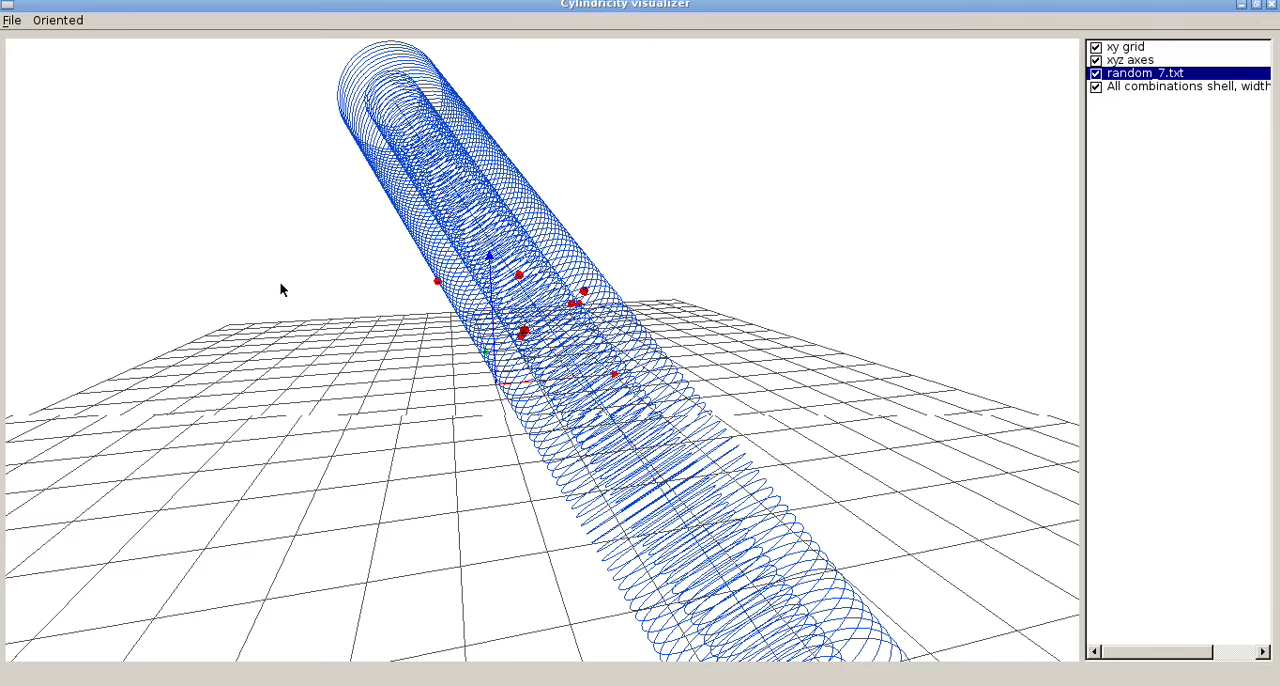 Cylindricity visualizer
File Oriented
xy grid
xyz axes
random_7.txt
All combinations shell, width